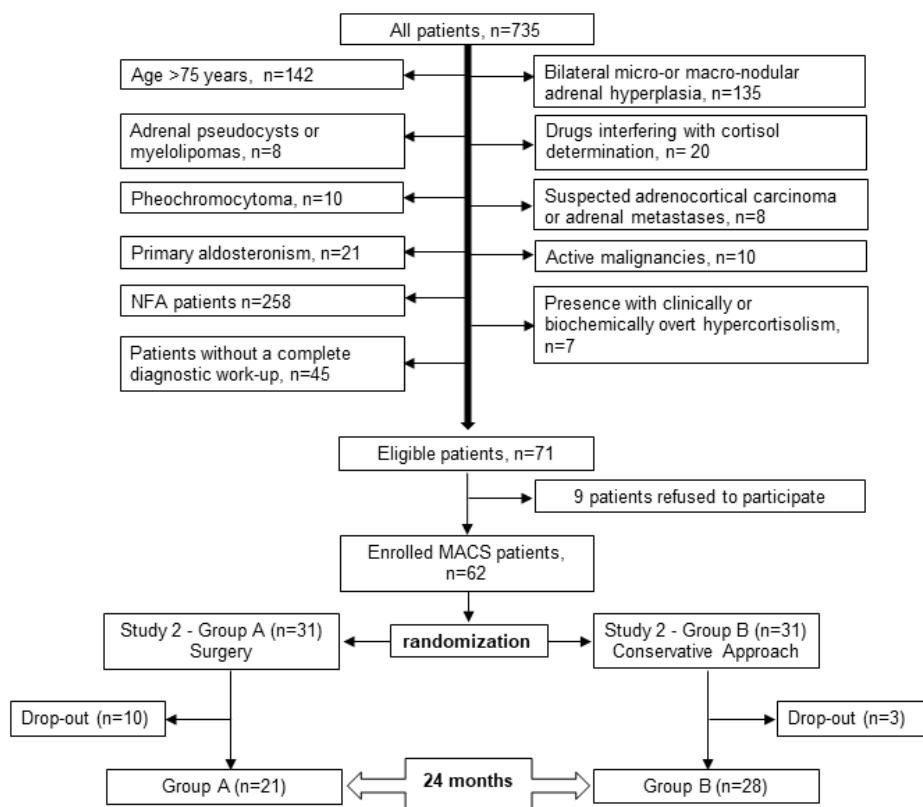 All patients, n=735
Age >75 years,  n=142
Bilateral micro-or macro-nodular
adrenal hyperplasia, n=135
Adrenal pseudocysts or
myelolipomas, n=8
Drugs interfering with cortisol
determination, n= 20
Pheochromocytoma, n=10
Suspected adrenocortical carcinoma
or adrenal metastases, n=8
Primary aldosteronism, n=21
Active malignancies, n=10
NFA patients n=258
Presence with clinically or
biochemically overt hypercortisolism,
n=7
Patients without a complete
diagnostic work-up, n=45
Eligible patients, n=71
9 patients refused to participate
Enrolled MACS patients,
n=62
Study 2 - Group A (n=31)
Surgery
randomization
Study 2 - Group B (n=31)
Conservative Approach
Drop-out (n=10)
Drop-out (n=3)
Group A (n=21)
24 months
Group B (n=28)